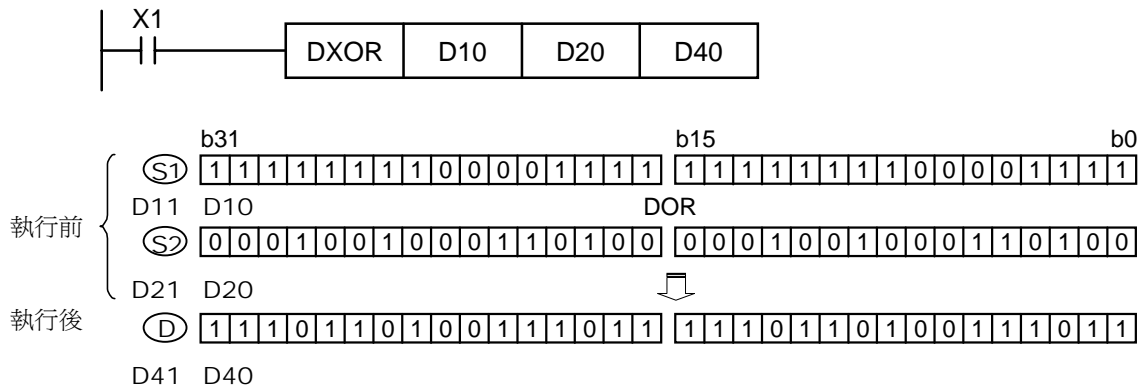 X1
DXOR D10 D20 D40
b31 b15 b0
S1 1 1 1 1 1 1 1 1 0 0 0 0 1 1 1 1 1 1 1 1 1 1 1 1 0 0 0 0 1 1 1 1
D11 D10 DOR
執行前
S2 0 0 0 1 0 0 1 0 0 0 1 1 0 1 0 0 0 0 0 1 0 0 1 0 0 0 1 1 0 1 0 0
D21 D20
執行後
D 1 1 1 0 1 1 0 1 0 0 1 1 1 0 1 1 1 1 1 0 1 1 0 1 0 0 1 1 1 0 1 1
D41 D40